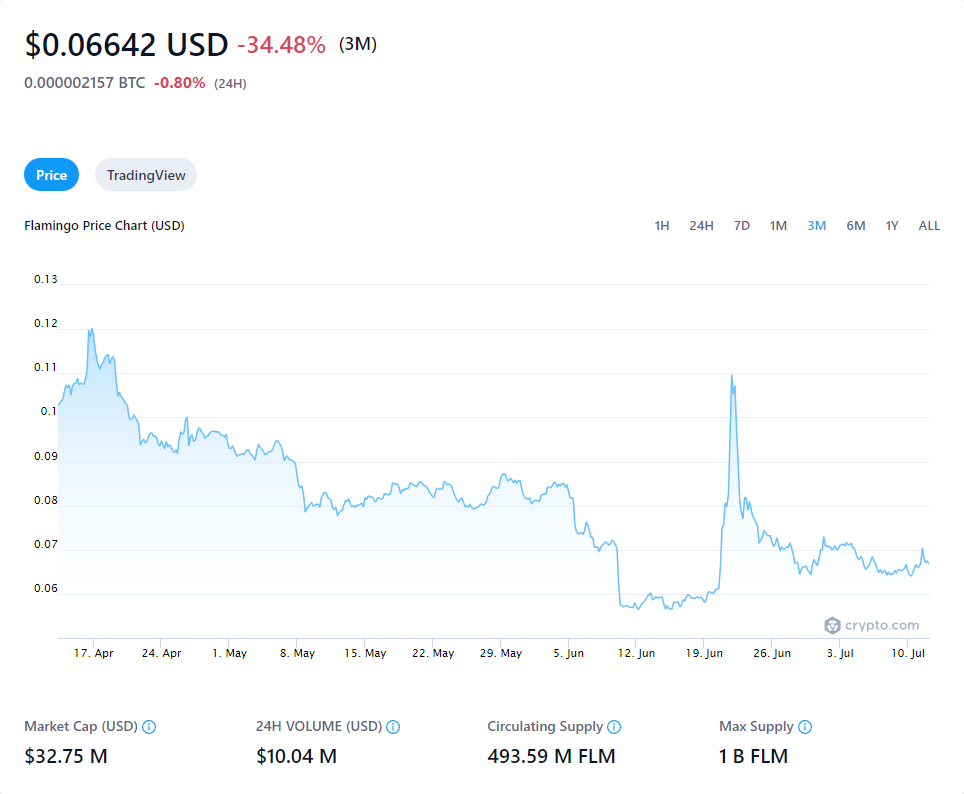 $0.06642 USD -34.48% (3M)
0.000002157 BTC -0.80% (24H)
Price TradingView
Flamingo Price Chart (USD) 1H 24H 7D 1M 3M 6M 1Y ALL
0.13
0.12
0.11
0.1
0.09
0.08
0.07
0.06
crypto.com
17. Apr 24. Apr 1. May 8. May 15. May 22. May 29. May 5. Jun 12. Jun 19. Jun 26. Jun 3. Jul 10. Jul
Market Cap (USD) 24H VOLUME (USD) Circulating Supply Max Supply
$32.75 M $10.04 M 493.59 M FLM 1 B FLM